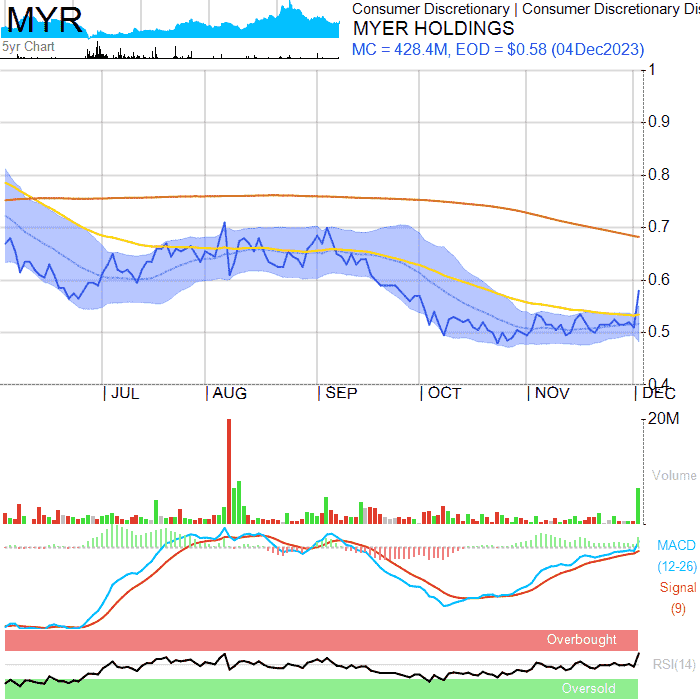 MYR
5yr Chart
Consumer Discretionary | Consumer Discretionary Dis
MYER HOLDINGS
MC = 428.4M, EOD = $0.58 (04Dec2023)
1
0.9
0.8
0.7
0.6
0.5
0.4
JUL AUG SEP OCT NOV DEC
20M
Volume
MACD
(12-26)
Signal
(9)
Overbought
RSI(14)
Oversold